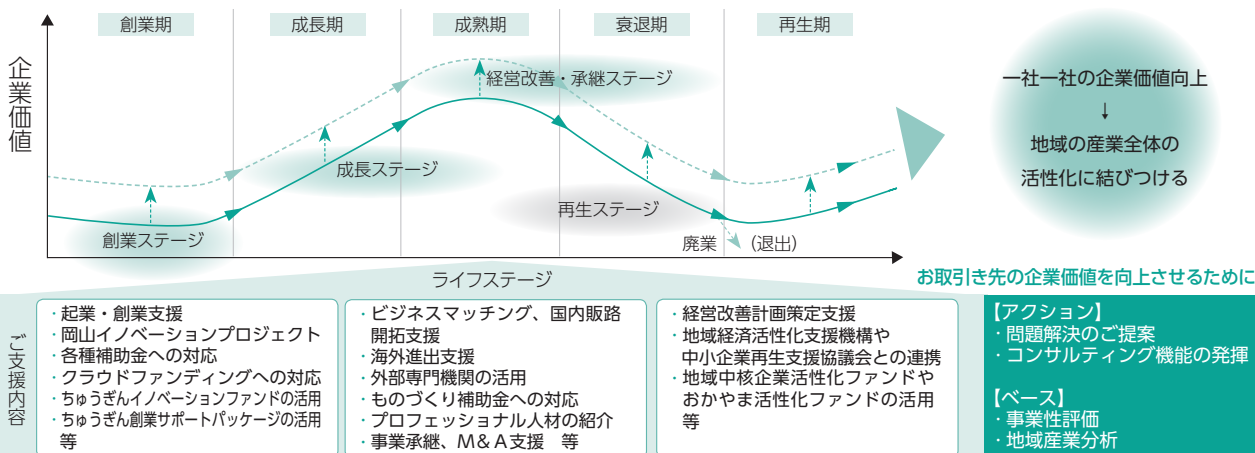 創業期
成長期
成熟期
衰退期
再生期
企業価値
経営改善・承継ステージ
成長ステージ
再生ステージ
創業ステージ
廃業 (退出)
ライフステージ
一社一社の企業価値向上
↓
地域の産業全体の
活性化に結びつける
お取引き先の企業価値を向上させるために
ご支援内容
・起業・創業支援
・岡山イノベーションプロジェクト
・各種補助金への対応
・クラウドファンディングへの対応
・ちゅうぎんイノベーションファンドの活用
・ちゅうぎん創業サポートパッケージの活用
等
・ビジネスマッチング、国内販路
開拓支援
・海外進出支援
・外部専門機関の活用
・ものづくり補助金への対応
・プロフェッショナル人材の紹介
・事業承継、M&A支援 等
・経営改善計画策定支援
・地域経済活性化支援機構や
中小企業再生支援協議会との連携
・地域中核企業活性化ファンドや
おかやま活性化ファンドの活用
等
【アクション】
・問題解決のご提案
・コンサルティング機能の発揮
【ベース】
・事業性評価
・地域産業分析